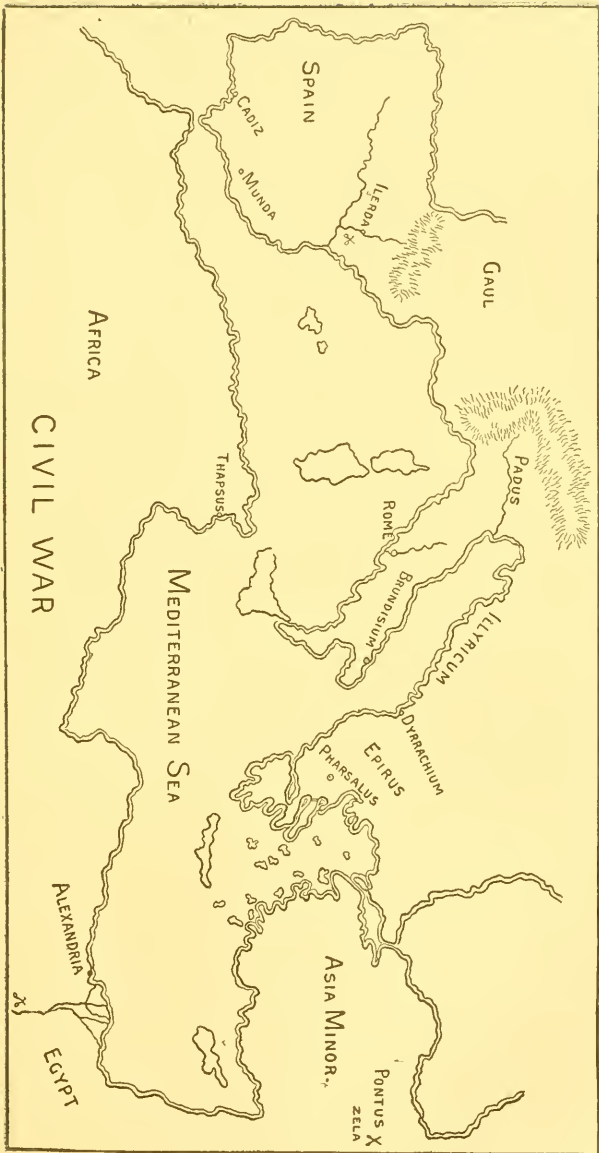 SPAIN
CADIZ
MUNDA
ILERDA
GAUL
AFRICA
THAPSUS
PADUS
ROME
BRUNDISIUM
ILLYRICUM
DYRRACHIUM
EPIRUS
PHARSALUS
MEDITERRANEAN SEA
ASIA MINOR
PONTUS X
ZELA
ALEXANDRIA
EGYPT
CIVIL WAR